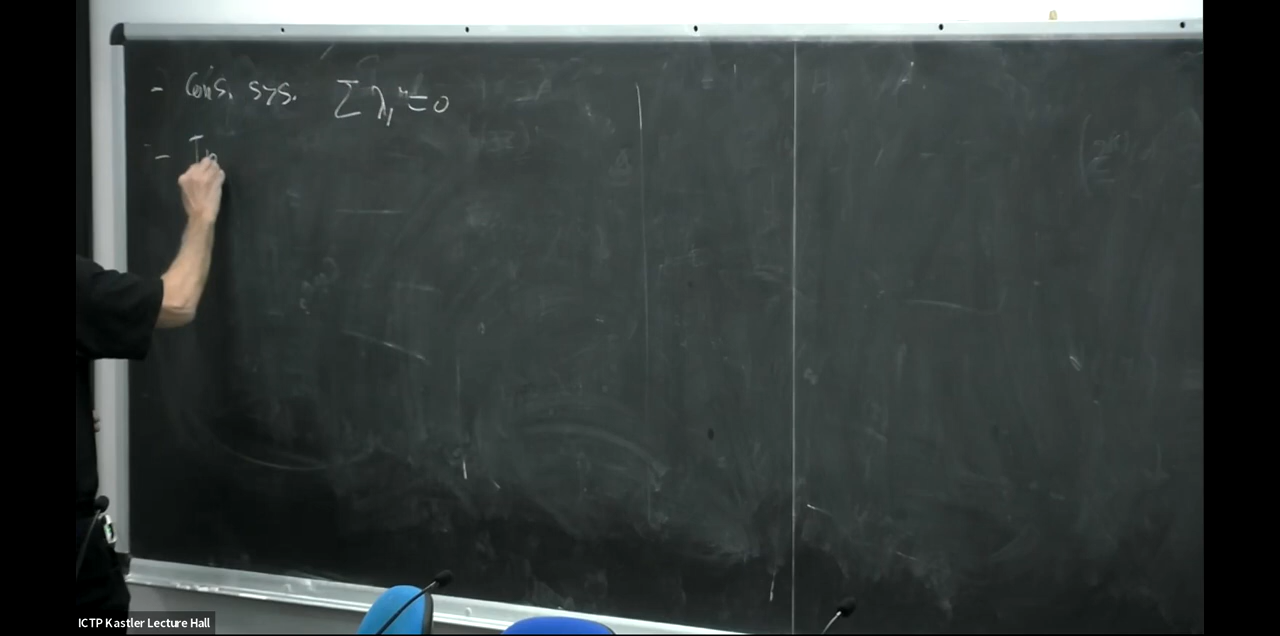 - Cons. sys. Σ λᵢ = 0
-
ICTP Kastler Lecture Hall